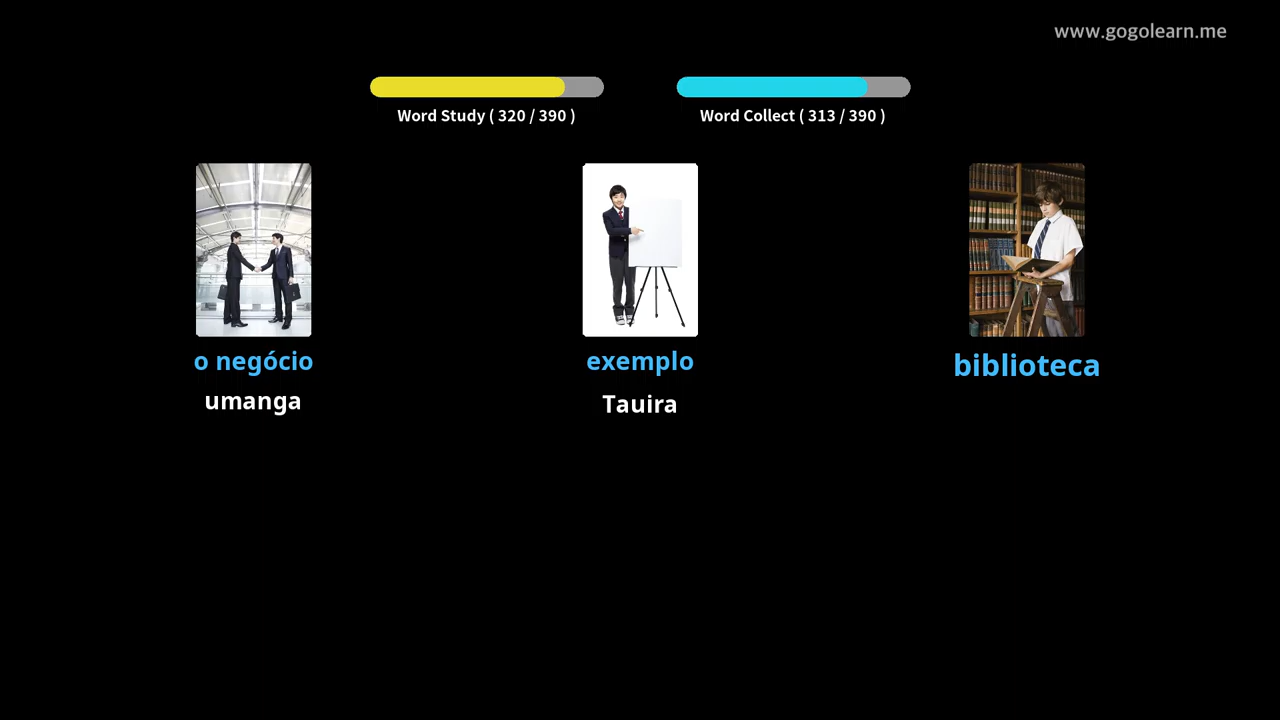 www.gogolearn.me
Word Study ( 320 / 390 )
Word Collect ( 313 / 390 )
o negócio
exemplo
biblioteca
umanga
Tauira